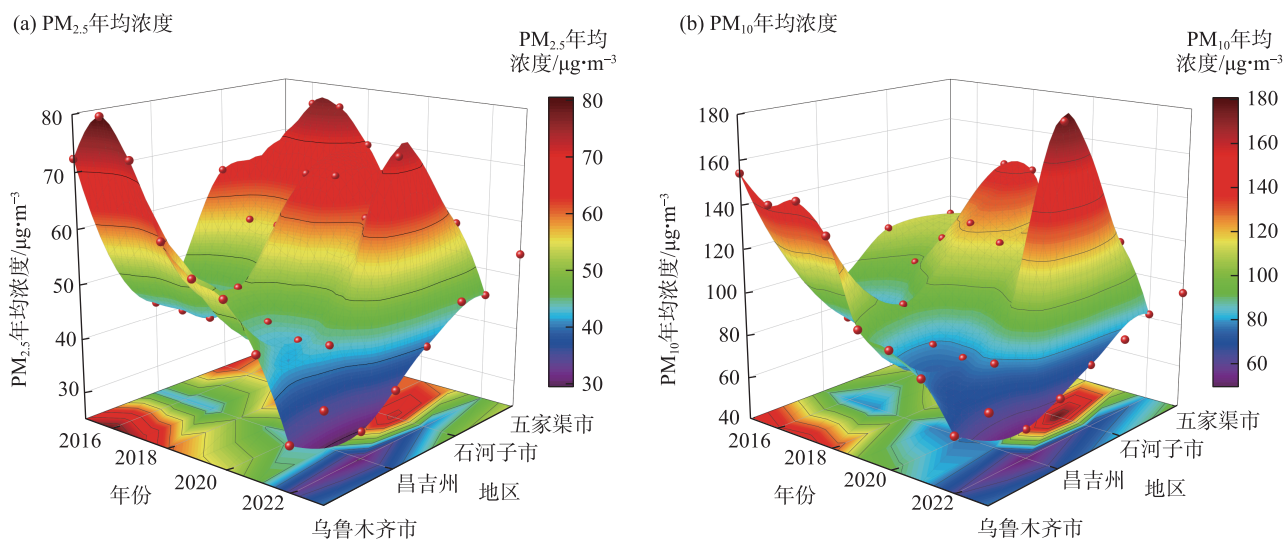 (a) PM2.5年均浓度
PM2.5年均
浓度/μg·m⁻³
80
70
60
50
40
30
PM2.5年均浓度/μg·m⁻³
80
70
60
50
40
30
2016
2018
2020
2022
年份
乌鲁木齐市
昌吉州
石河子市
五家渠市
地区
(b) PM10年均浓度
PM10年均
浓度/μg·m⁻³
180
160
140
120
100
80
60
40
PM10年均浓度/μg·m⁻³
180
160
140
120
100
80
60
2016
2018
2020
2022
年份
乌鲁木齐市
昌吉州
石河子市
五家渠市
地区